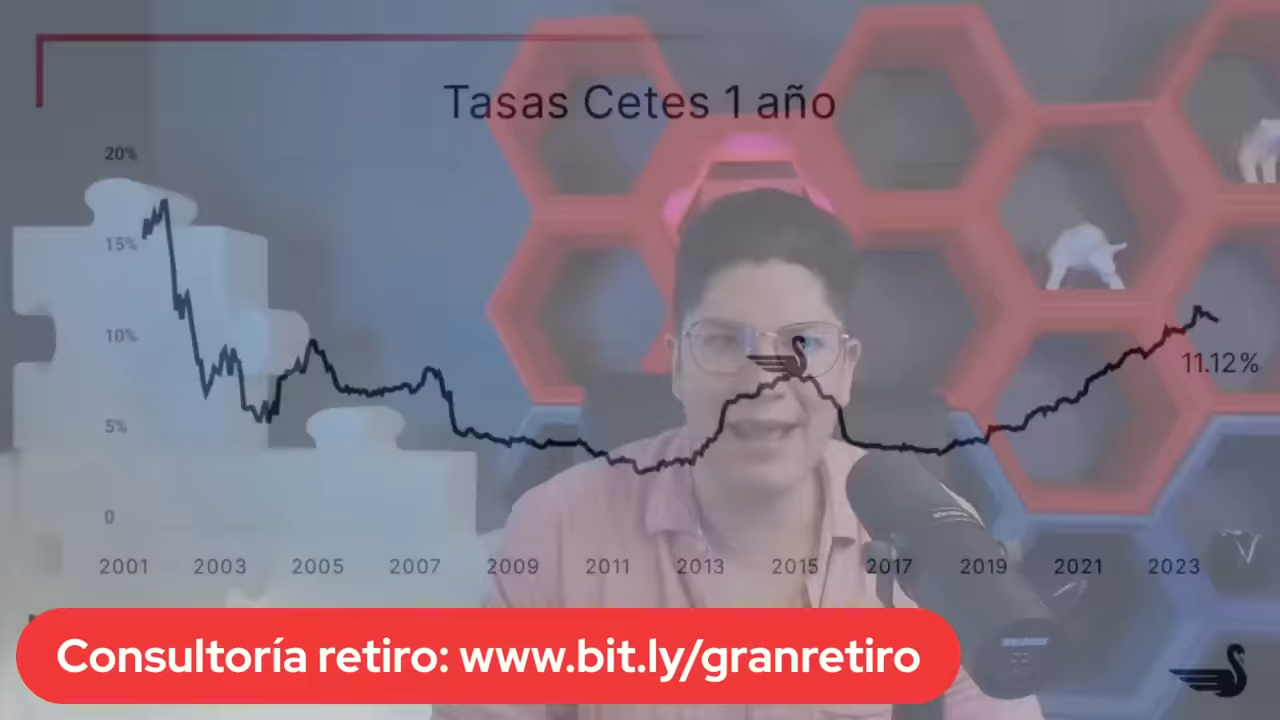 Tasas Cetes 1 año
20%
15%
10%
5%
0
11.12%
2001 2003 2005 2007 2009 2011 2013 2015 2017 2019 2021 2023
Consultoría retiro: www.bit.ly/granretiro